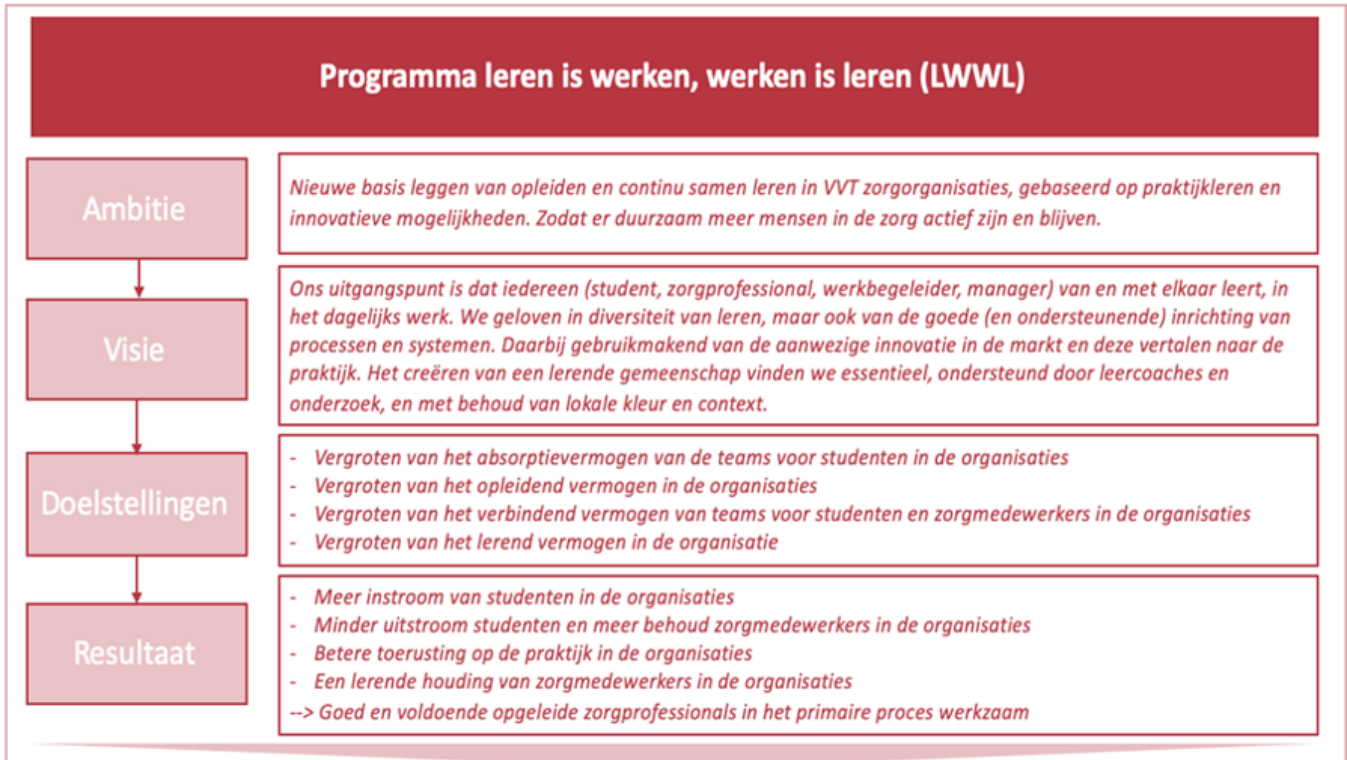 Programma leren is werken, werken is leren (LWWL)
Ambitie
Nieuwe basis leggen van opleiden en continu samen leren in VVT zorgorganisaties, gebaseerd op praktijkleren en
innovatieve mogelijkheden. Zodat er duurzaam meer mensen in de zorg actief zijn en blijven.
Visie
Ons uitgangspunt is dat iedereen (student, zorgprofessional, werkbegeleider, manager) van en met elkaar leert, in
het dagelijks werk. We geloven in diversiteit van leren, maar ook van de goede (en ondersteunende) inrichting van
processen en systemen. Daarbij gebruikmakend van de aanwezige innovatie in de markt en deze vertalen naar de
praktijk. Het creëren van een lerende gemeenschap vinden we essentieel, ondersteund door leercoaches en
onderzoek, en met behoud van lokale kleur en context.
Doelstellingen
- Vergroten van het absorptievermogen van de teams voor studenten in de organisaties
- Vergroten van het opleidend vermogen in de organisaties
- Vergroten van het verbindend vermogen van teams voor studenten en zorgmedewerkers in de organisaties
- Vergroten van het lerend vermogen in de organisatie
Resultaat
- Meer instroom van studenten in de organisaties
- Minder uitstroom studenten en meer behoud zorgmedewerkers in de organisaties
- Betere toerusting op de praktijk in de organisaties
- Een lerende houding van zorgmedewerkers in de organisaties
--> Goed en voldoende opgeleide zorgprofessionals in het primaire proces werkzaam